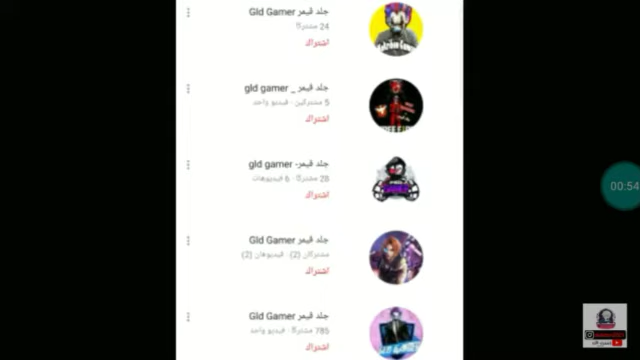 جلد قيمر Gld Gamer
24 مشتركًا
اشتراك
جلد قيمر _ gld gamer
5 مشتركين · فيديو واحد
اشتراك
جلد قيمر- gld gamer
28 مشتركًا · 6 فيديوهات
اشتراك
جلد قيمر Gld Gamer
مشتركان (2) · فيديوهان (2)
اشتراك
جلد قيمر Gld Gamer
785 مشتركًا · فيديو واحد
اشتراك
00:54